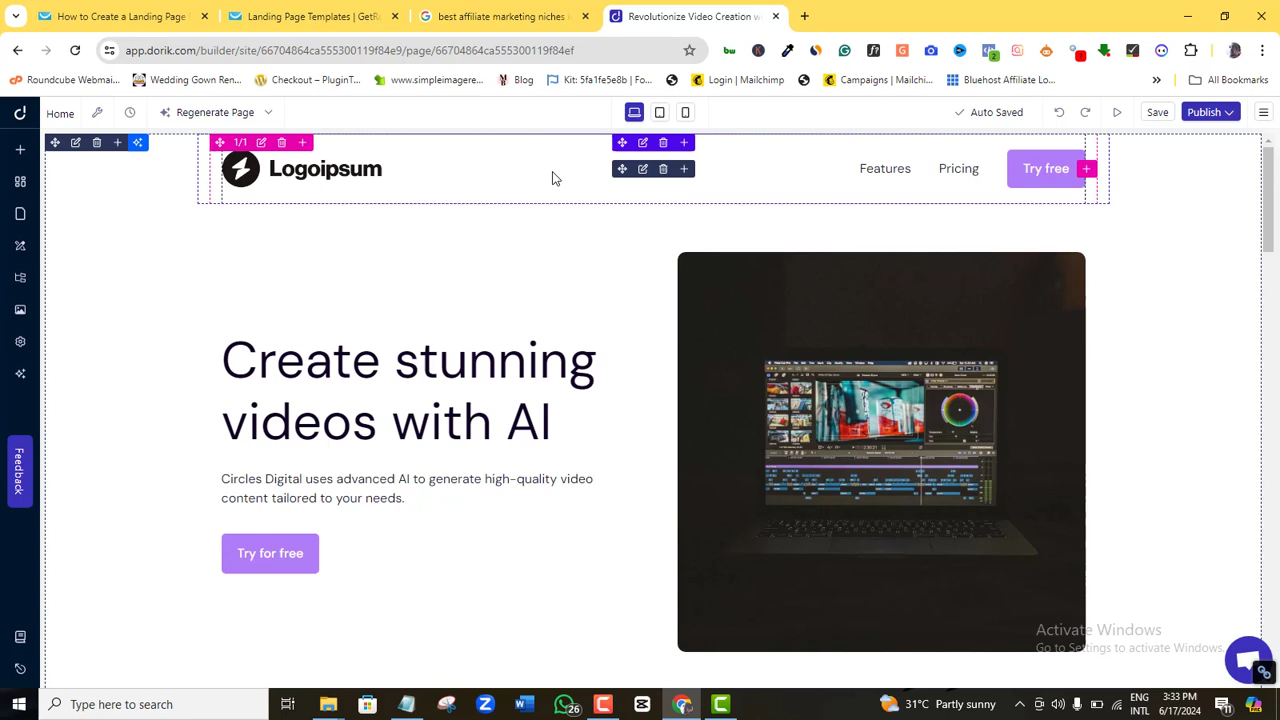 How to Create a Landing Page
Landing Page Templates | GetR
best affiliate marketing niches i
Revolutionize Video Creation w
app.dorik.com/builder/site/66704864ca555300119f84e9/page/66704864ca555300119f84ef
Roundcube Webmai...
Wedding Gown Ren...
Checkout – PluginT...
www.simpleimagere...
Blog
Kit: 5fa1fe5e8b | Fo...
Login | Mailchimp
Campaigns | Mailchi...
Bluehost Affiliate Lo...
All Bookmarks
Home
Regenerate Page
Auto Saved
Save
Publish
1/1
Logoipsum
Features
Pricing
Try free
Create stunning
videos with AI
Circle Digital uses advanced AI to generate high-quality video
content tailored to your needs.
Try for free
Feedback
Activate Windows
Go to Settings to activate Windows.
Type here to search
26
31°C Partly sunny
ENG
INTL
3:33 PM
6/17/2024